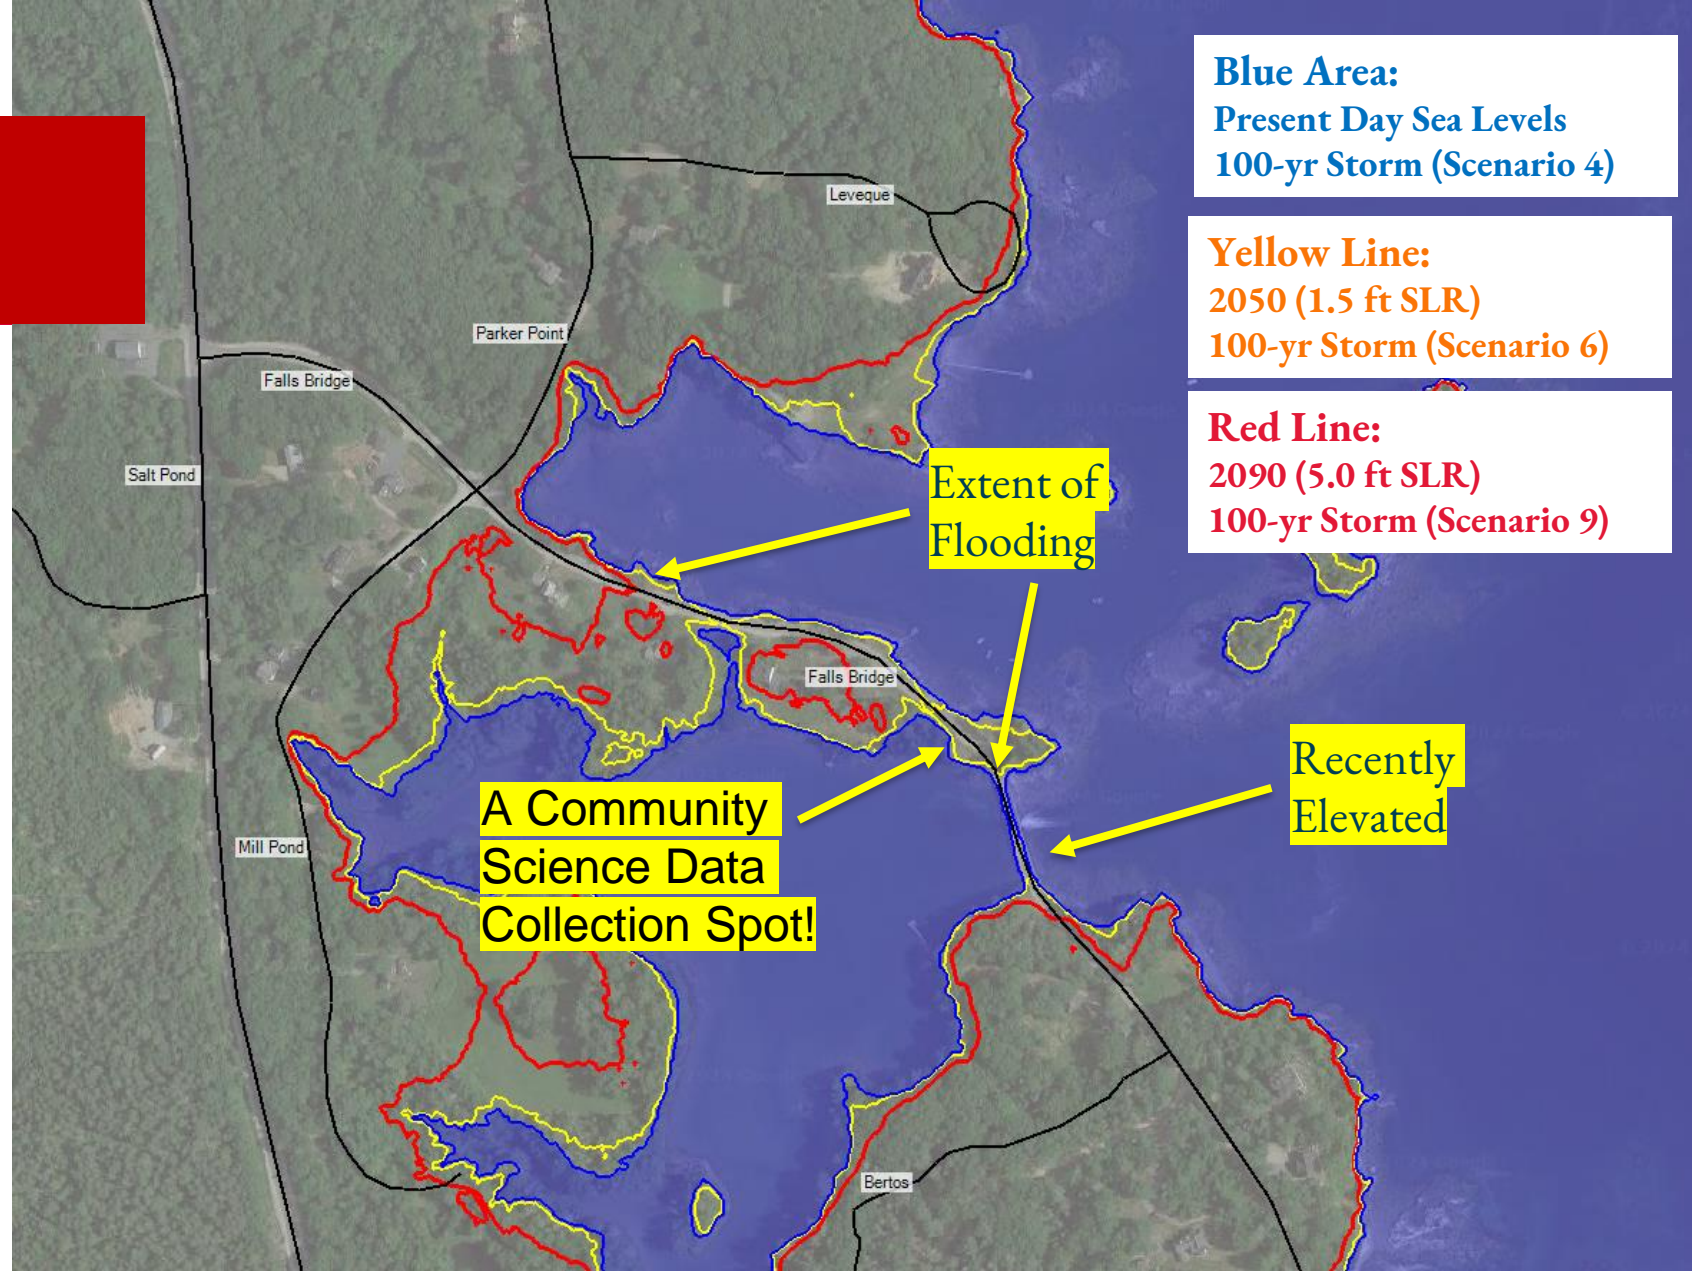 Blue Area:
Present Day Sea Levels
100-yr Storm (Scenario 4)
Leveque
Yellow Line:
2050 (1.5 ft SLR)
100-yr Storm (Scenario 6)
Parker Point
Falls Bridge
Red Line:
2090 (5.0 ft SLR)
100-yr Storm (Scenario 9)
Salt Pond
Extent of
Flooding
Falls Bridge
Recently
Elevated
A Community
Science Data
Collection Spot!
Mill Pond
Bertos